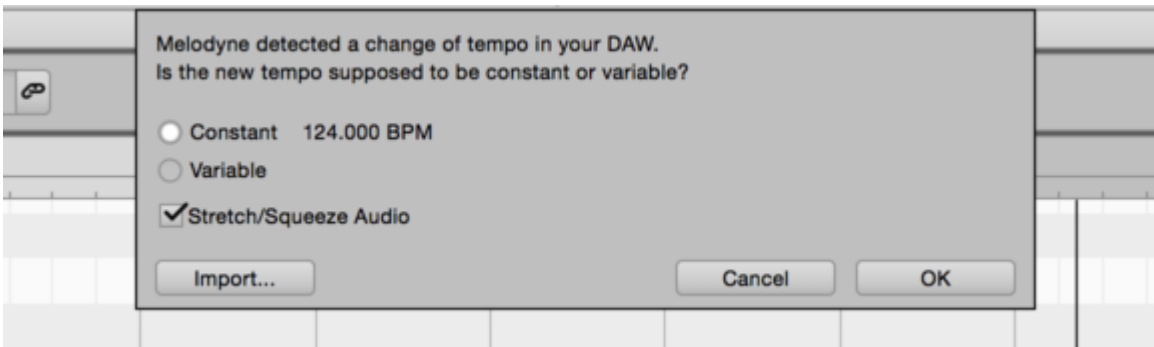 Melodyne detected a change of tempo in your DAW.
Is the new tempo supposed to be constant or variable?
Constant 124.000 BPM
Variable
Stretch/Squeeze Audio
Import... Cancel OK